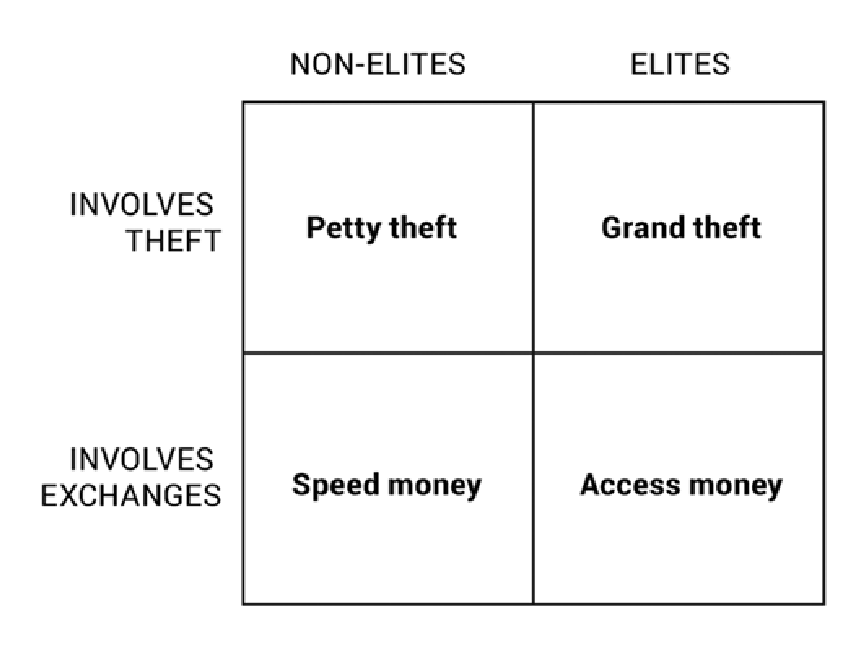 NON-ELITES ELITES
INVOLVES
THEFT
Petty theft Grand theft
INVOLVES
EXCHANGES
Speed money Access money